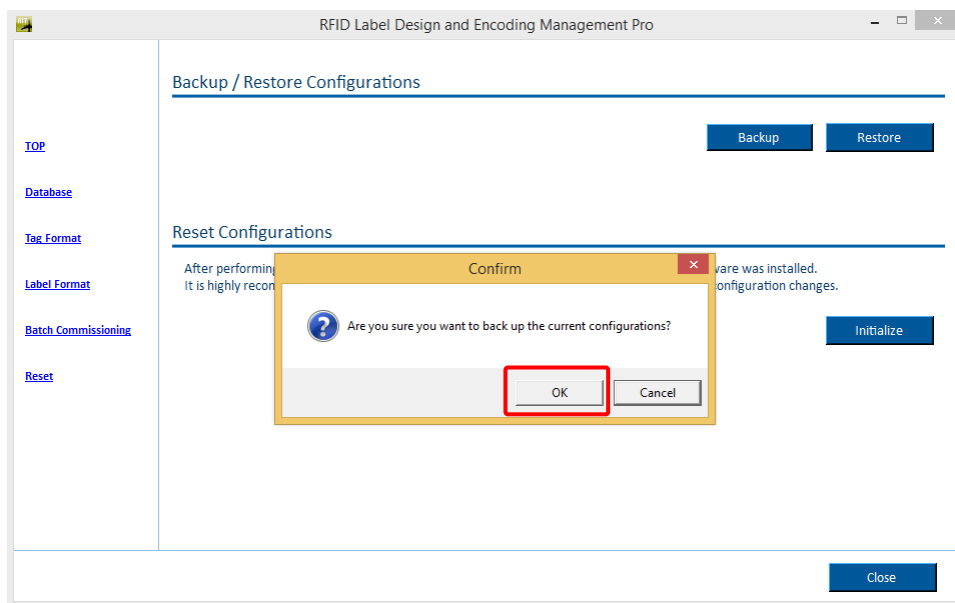 AIT
RFID Label Design and Encoding Management Pro
Backup / Restore Configurations
Backup
Restore
TOP
Database
Tag Format
Label Format
Batch Commissioning
Reset
Reset Configurations
After performing
ware was installed.
It is highly recon
onfiguration changes.
Confirm
Are you sure you want to back up the current configurations?
OK
Cancel
Initialize
Close